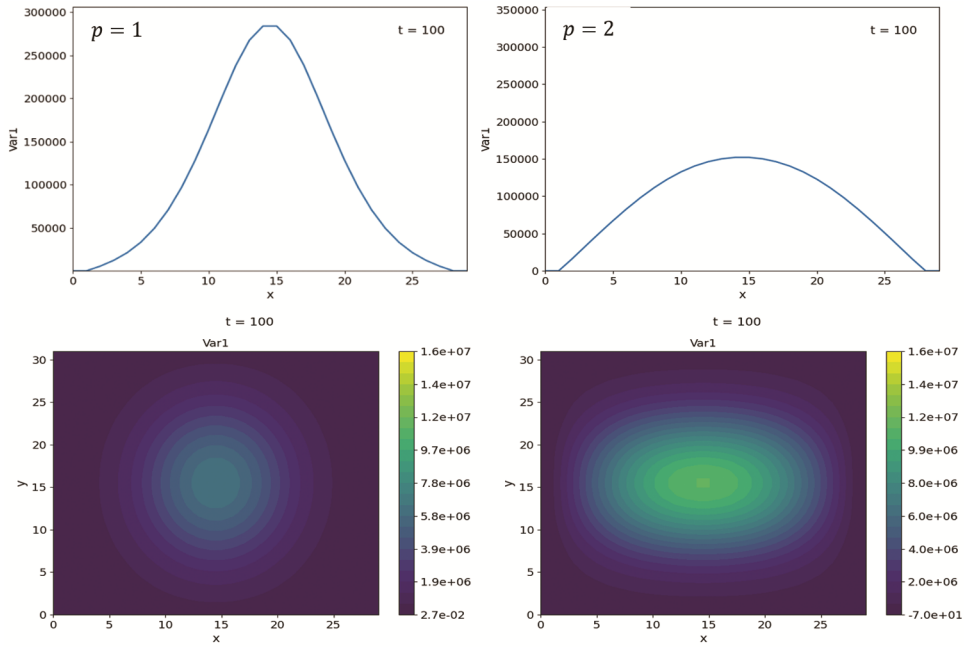 p = 1
t = 100
300000
250000
200000
150000
100000
50000
Var1
0
5
10
15
20
25
x
p = 2
t = 100
350000
300000
250000
200000
150000
100000
50000
0
Var1
0
5
10
15
20
25
x
t = 100
Var1
30
25
20
15
10
5
0
y
0
5
10
15
20
25
x
1.6e+07
1.4e+07
1.2e+07
9.7e+06
7.8e+06
5.8e+06
3.9e+06
1.9e+06
2.7e-02
t = 100
Var1
30
25
20
15
10
5
0
y
0
5
10
15
20
25
x
1.6e+07
1.4e+07
1.2e+07
9.9e+06
8.0e+06
6.0e+06
4.0e+06
2.0e+06
-7.0e+01